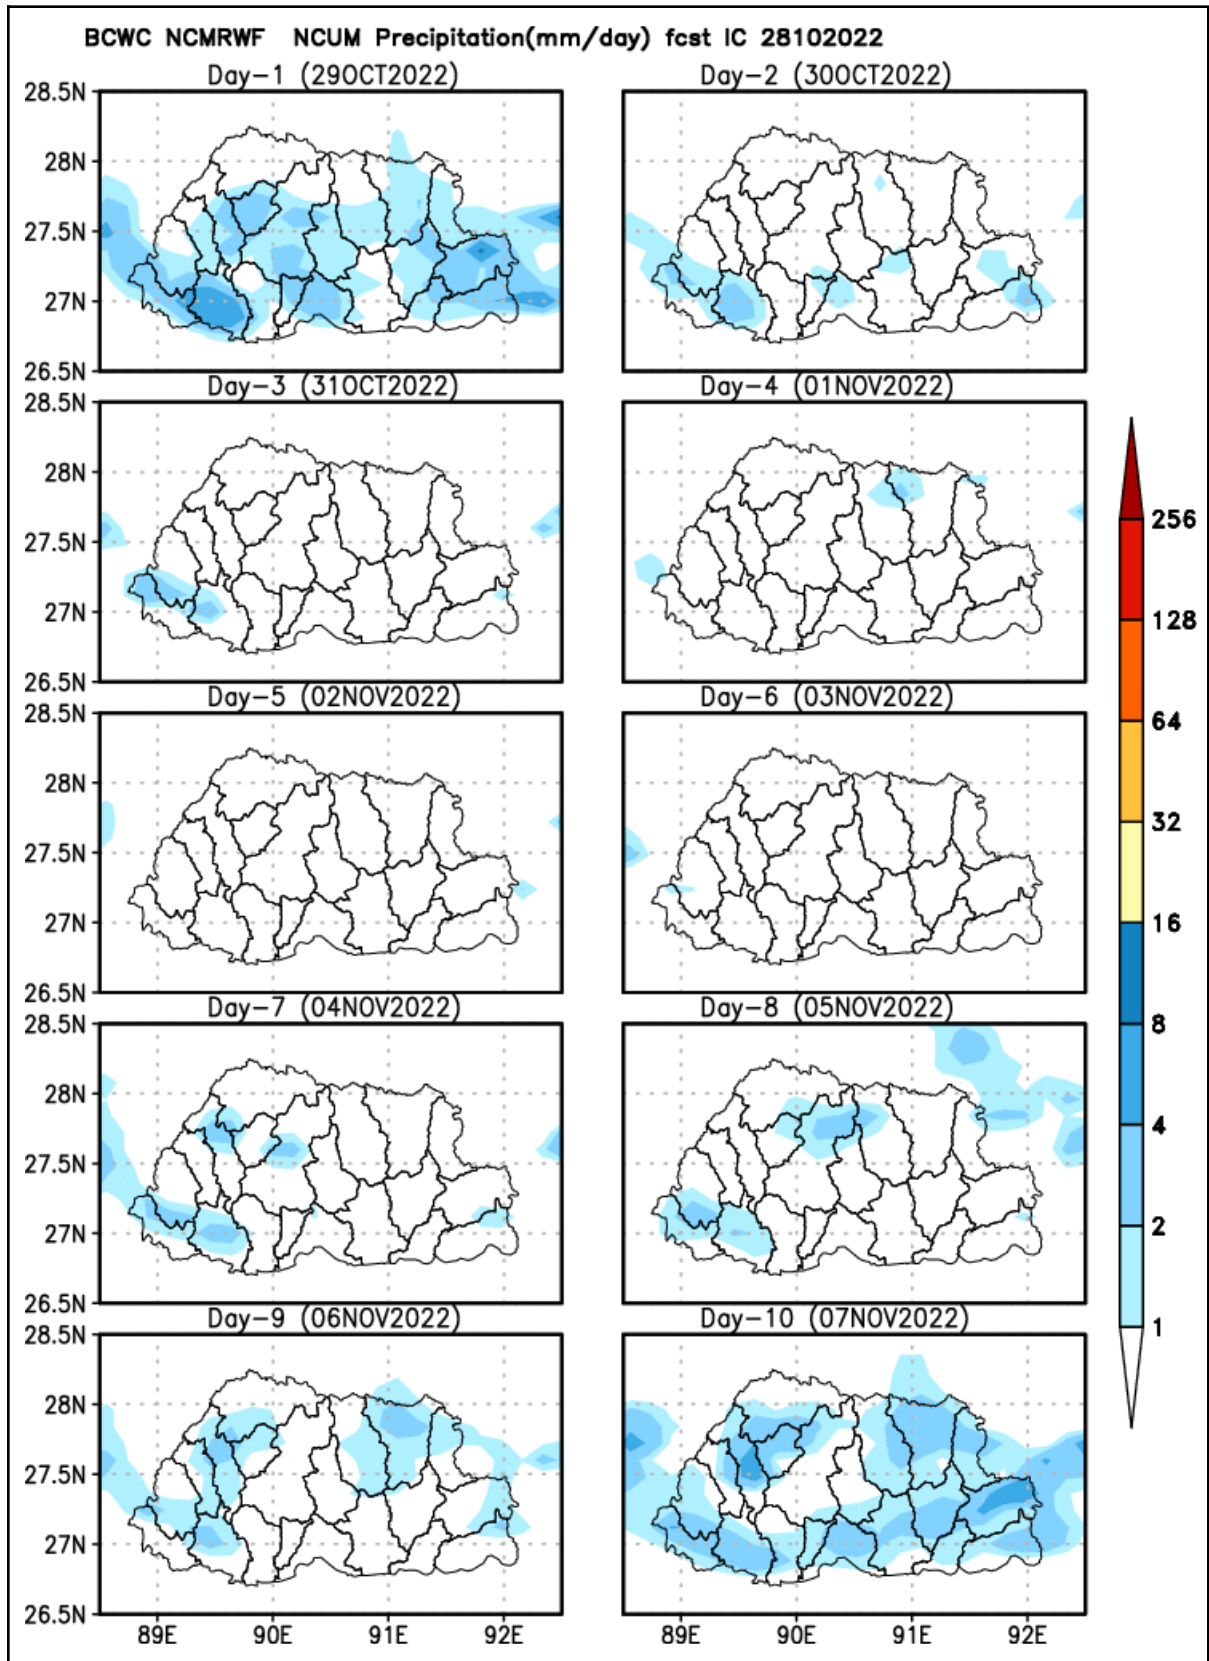 BCWC NCMRWF NCUM Precipitation(mm/day) fcst IC 28102022
Day-1 (29OCT2022)
Day-2 (30OCT2022)
28.5N
28N
27.5N
27N
26.5N
Day-3 (31OCT2022)
Day-4 (01NOV2022)
28.5N
28N
27.5N
27N
26.5N
Day-5 (02NOV2022)
Day-6 (03NOV2022)
28.5N
28N
27.5N
27N
26.5N
Day-7 (04NOV2022)
Day-8 (05NOV2022)
28.5N
28N
27.5N
27N
26.5N
Day-9 (06NOV2022)
Day-10 (07NOV2022)
28.5N
28N
27.5N
27N
26.5N
89E 90E 91E 92E
89E 90E 91E 92E
256
128
64
32
16
8
4
2
1